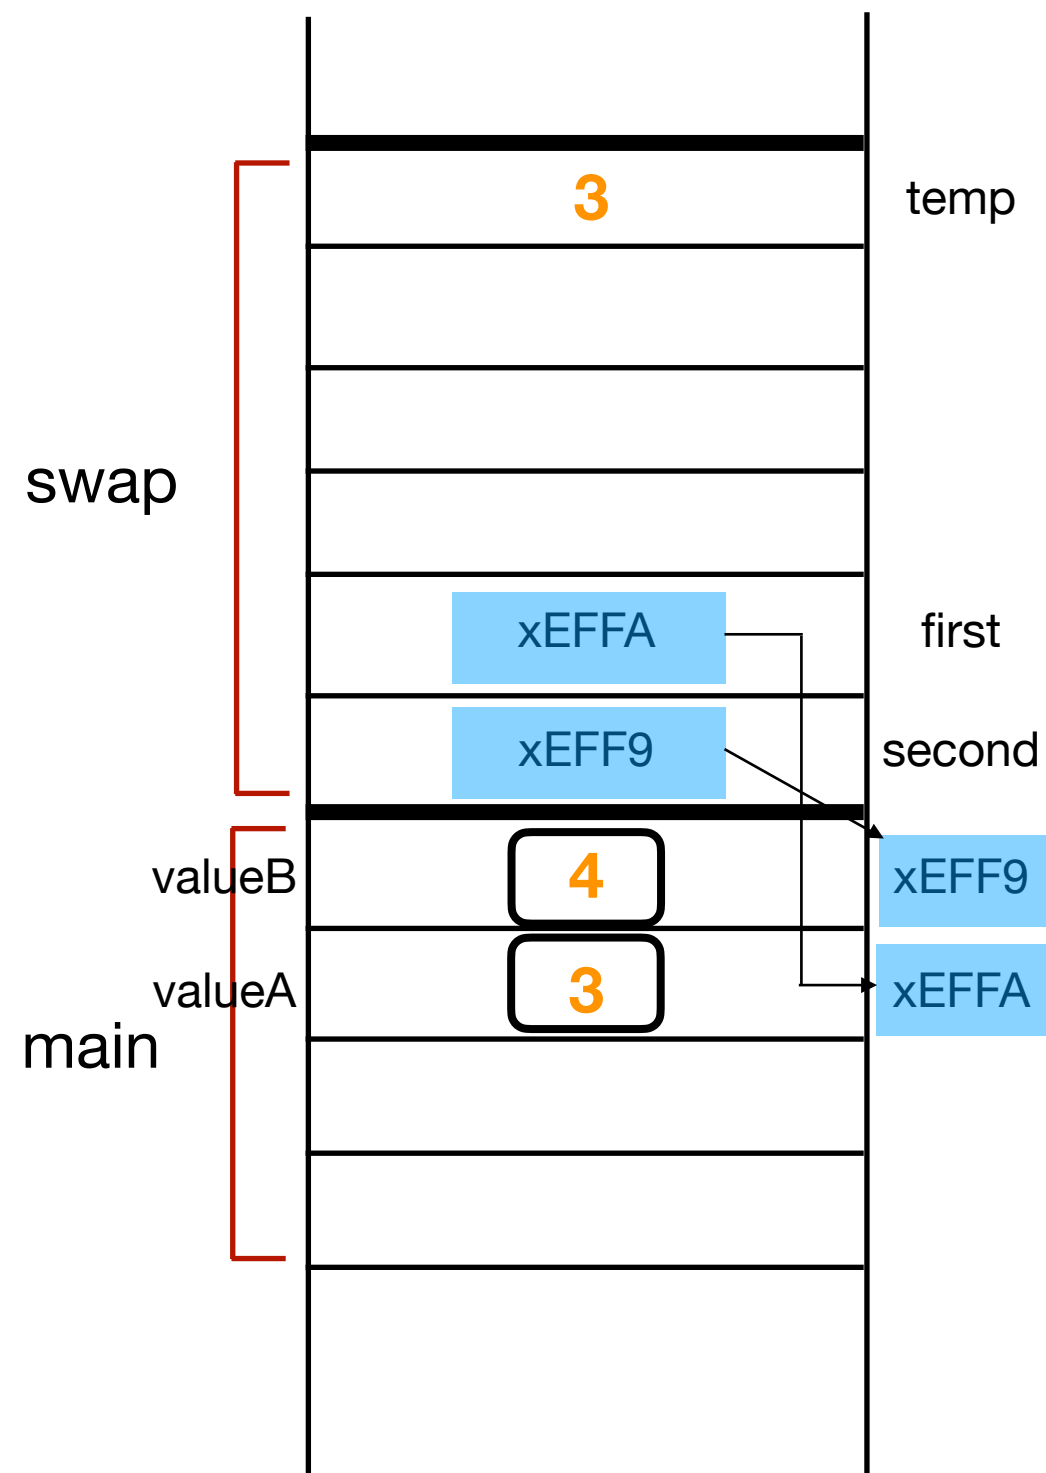 3 temp
swap
xEFFA first
xEFF9 second
valueB 4 xEFF9
valueA 3 xEFFA
main